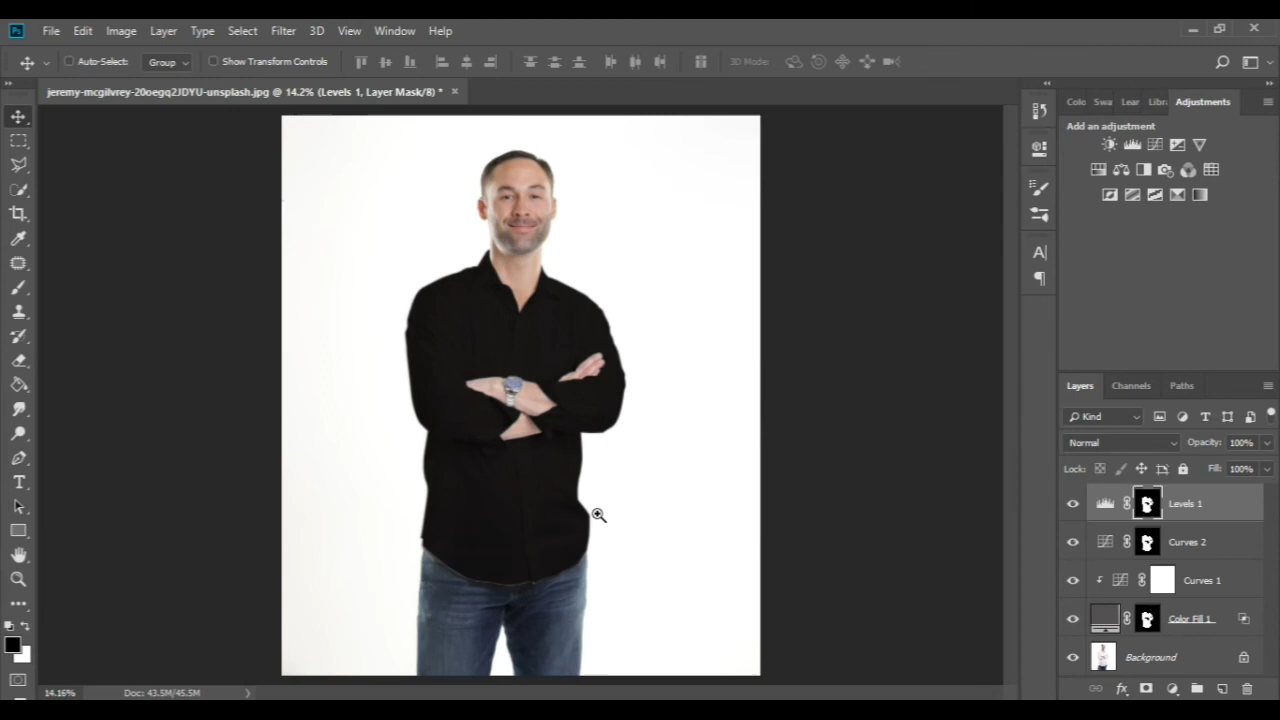 Ps File Edit Image Layer Type Select Filter 3D View Window Help
Auto-Select: Group Show Transform Controls 3D Mode:
jeremy-mcgilvrey-20oegq2JDYU-unsplash.jpg @ 14.2% (Levels 1, Layer Mask/8) * ×
Colo Swa Lear Libr Adjustments
Add an adjustment
Layers Channels Paths
Kind
Normal Opacity: 100%
Lock: Fill: 100%
Levels 1
Curves 2
Curves 1
Color Fill 1
Background
14.16% Doc: 43.5M/45.5M